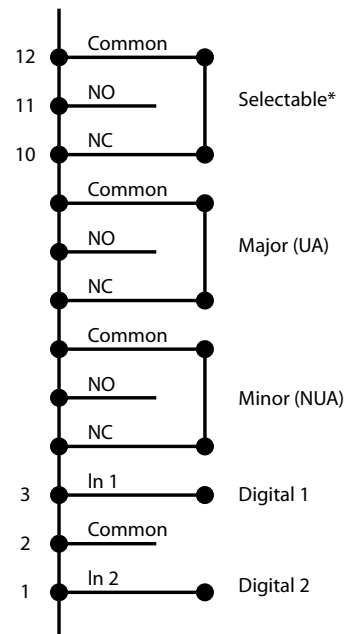 12 Common
11 NO Selectable*
10 NC
Common
NO Major (UA)
NC
Common
NO Minor (NUA)
NC
3 In 1 Digital 1
2 Common
1 In 2 Digital 2